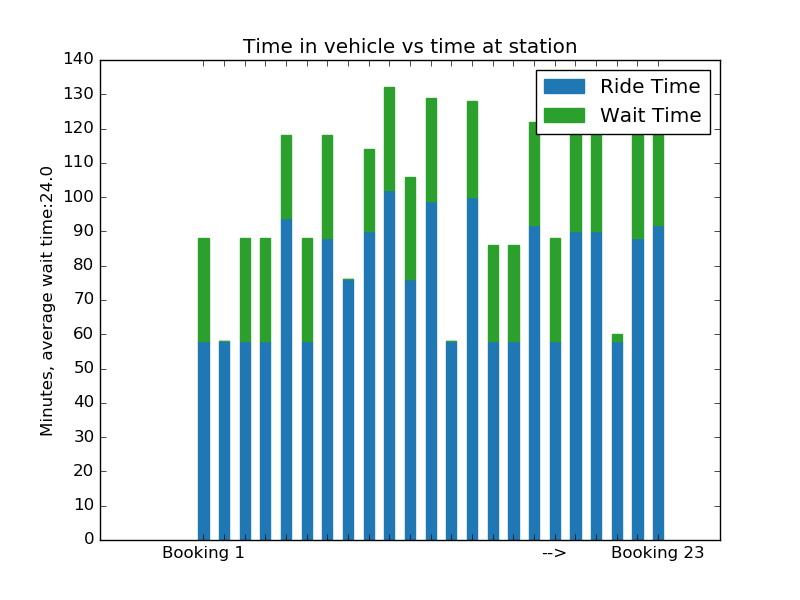 Time in vehicle vs time at station
Ride Time
Wait Time
Minutes, average wait time:24.0
140
130
120
110
100
90
80
70
60
50
40
30
20
10
0
Booking 1
-->
Booking 23